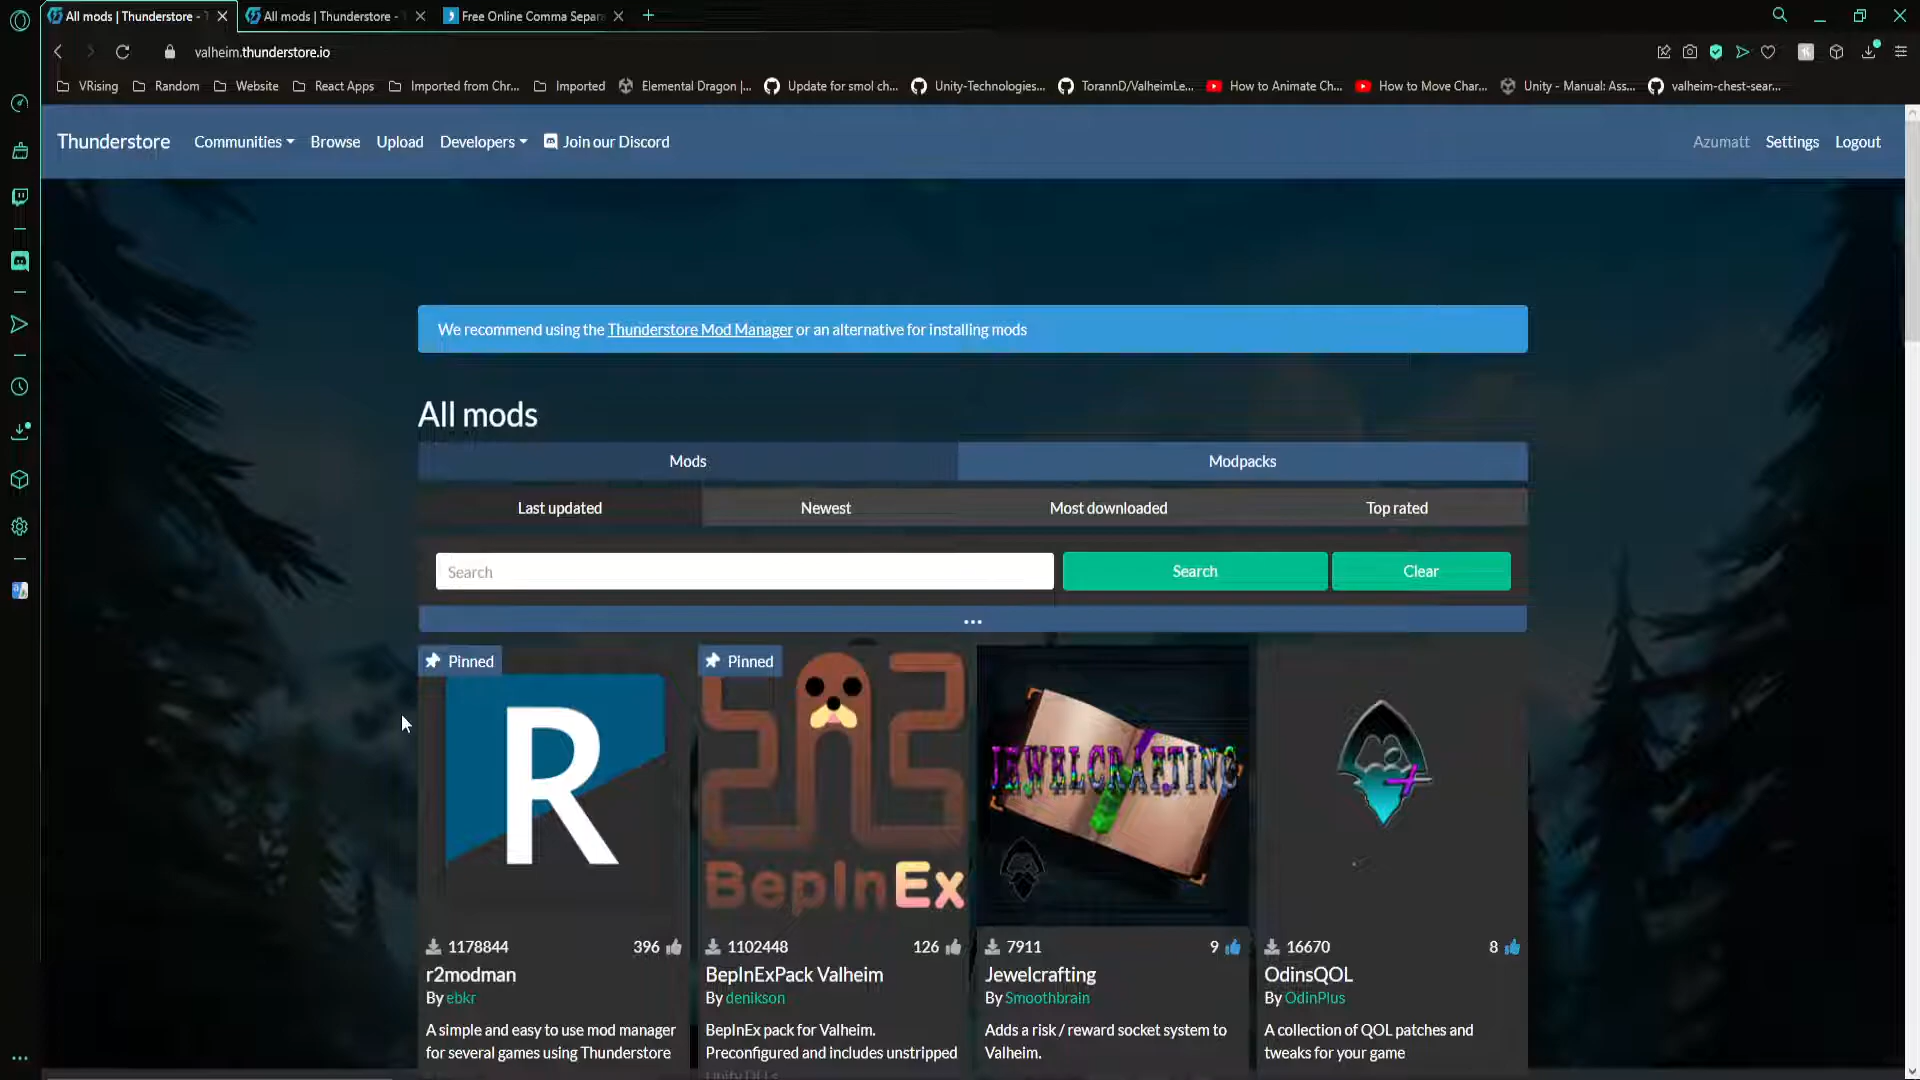 All mods | Thunderstore -
All mods | Thunderstore -
Free Online Comma Separa
valheim.thunderstore.io
VRising
Random
Website
React Apps
Imported from Chr...
Imported
Elemental Dragon |...
Update for smol ch...
Unity-Technologies...
TorannD/ValheimLe...
How to Animate Ch...
How to Move Char...
Unity - Manual: Ass...
valheim-chest-sear...
Thunderstore
Communities
Browse
Upload
Developers
Join our Discord
Azumatt
Settings
Logout
We recommend using the Thunderstore Mod Manager or an alternative for installing mods
All mods
Mods
Modpacks
Last updated
Newest
Most downloaded
Top rated
Search
Search
Clear
...
Pinned
R
1178844
396
r2modman
By ebkr
A simple and easy to use mod manager
for several games using Thunderstore
Pinned
BepInEx
1102448
126
BepInExPack Valheim
By denikson
BepInEx pack for Valheim.
Preconfigured and includes unstripped
Unity DLLs
JEWELCRAFTING
7911
9
Jewelcrafting
By Smoothbrain
Adds a risk / reward socket system to
Valheim.
16670
8
OdinsQOL
By OdinPlus
A collection of QOL patches and
tweaks for your game